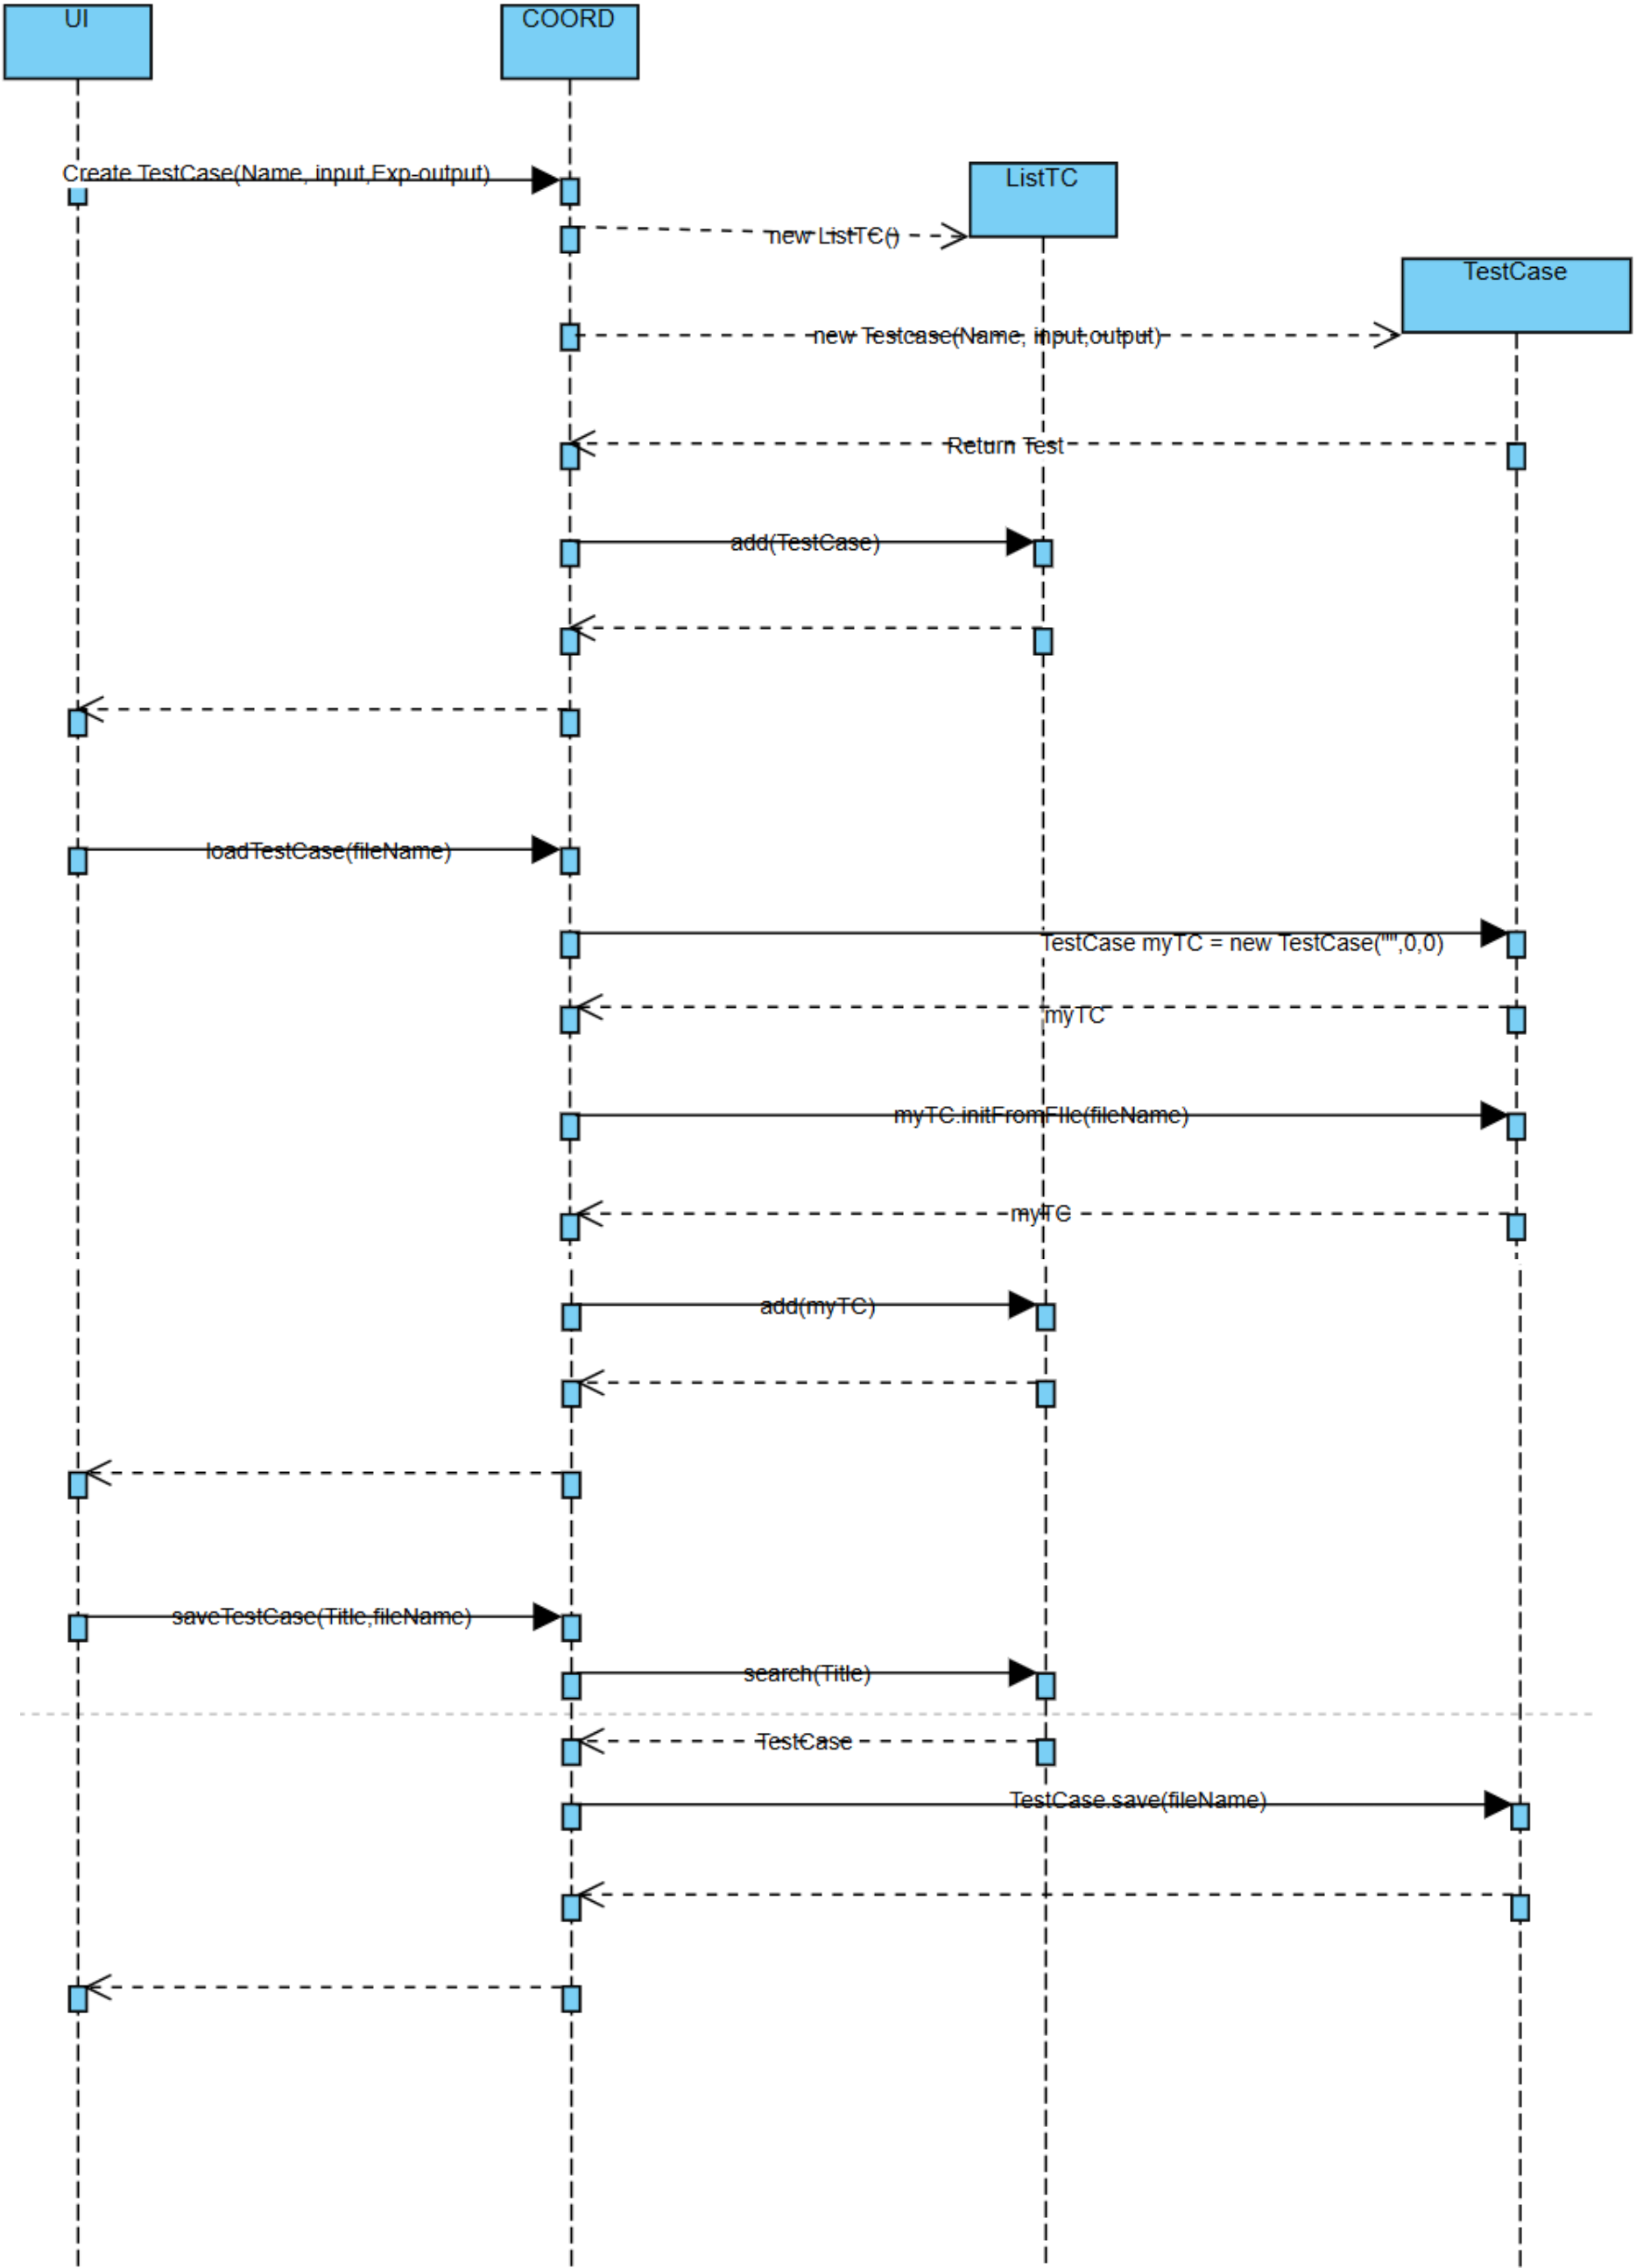 UI
COORD
Create TestCase(Name, input,Exp-output)
ListTC
new ListTC()
TestCase
new Testcase(Name, input,output)
Return Test
add(TestCase)
loadTestCase(fileName)
TestCase myTC = new TestCase("",0,0)
myTC
myTC.initFromFIle(fileName)
myTC
add(myTC)
saveTestCase(Title,fileName)
search(Title)
TestCase
TestCase.save(fileName)